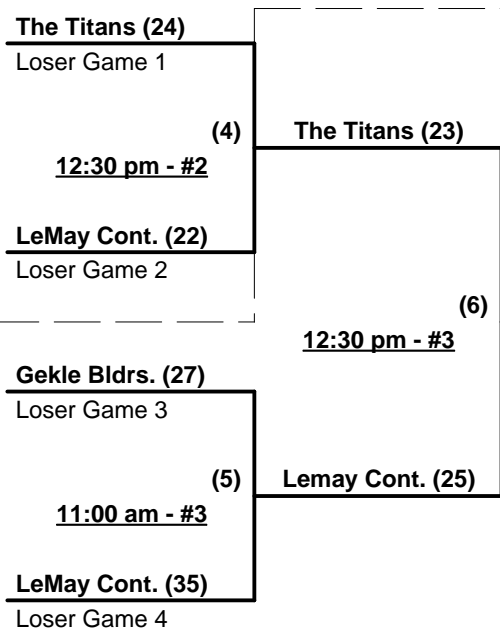 The Titans (24)
Loser Game 1
(4)
The Titans (23)
12:30 pm - #2
LeMay Cont. (22)
Loser Game 2
(6)
12:30 pm - #3
Gekle Bldrs. (27)
Loser Game 3
(5)
Lemay Cont. (25)
11:00 am - #3
LeMay Cont. (35)
Loser Game 4